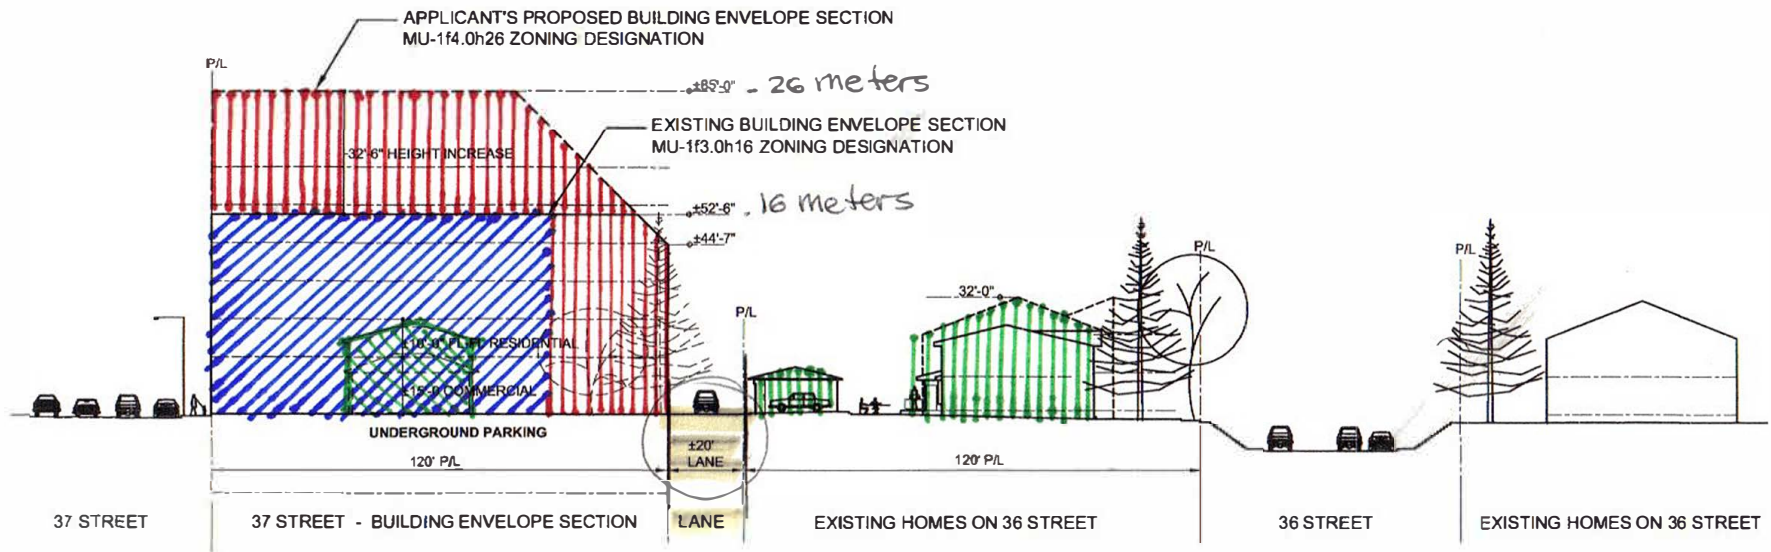 APPLICANT'S PROPOSED BUILDING ENVELOPE SECTION
MU-1f4.0h26 ZONING DESIGNATION
P/L
±85'-0" - 26 meters
EXISTING BUILDING ENVELOPE SECTION
MU-1f3.0h16 ZONING DESIGNATION
32'-6" HEIGHT INCREASE
±52'-6" - 16 meters
±44'-7"
P/L
P/L
32'-0"
P/L
RESIDENTIAL
COMMERCIAL
UNDERGROUND PARKING
±20'
LANE
120' P/L
120' P/L
37 STREET
37 STREET - BUILDING ENVELOPE SECTION
LANE
EXISTING HOMES ON 36 STREET
36 STREET
EXISTING HOMES ON 36 STREET